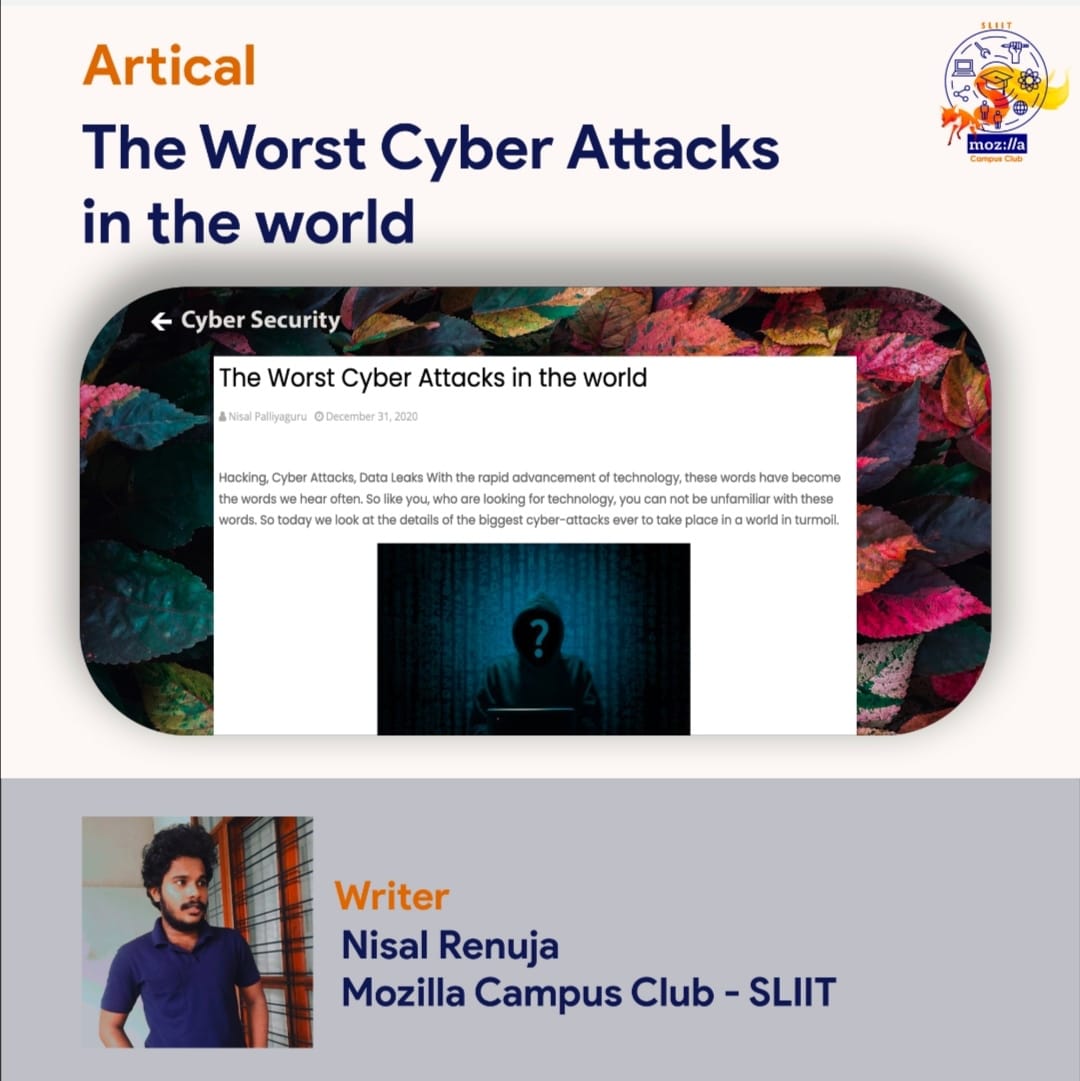 Artical
The Worst Cyber Attacks
in the world
SLIIT
moz://a
Campus Club
← Cyber Security
The Worst Cyber Attacks in the world
Nisal Palliyaguru December 31, 2020
Hacking, Cyber Attacks, Data Leaks With the rapid advancement of technology, these words have become
the words we hear often. So like you, who are looking for technology, you can not be unfamiliar with these
words. So today we look at the details of the biggest cyber-attacks ever to take place in a world in turmoil.
?
Writer
Nisal Renuja
Mozilla Campus Club - SLIIT